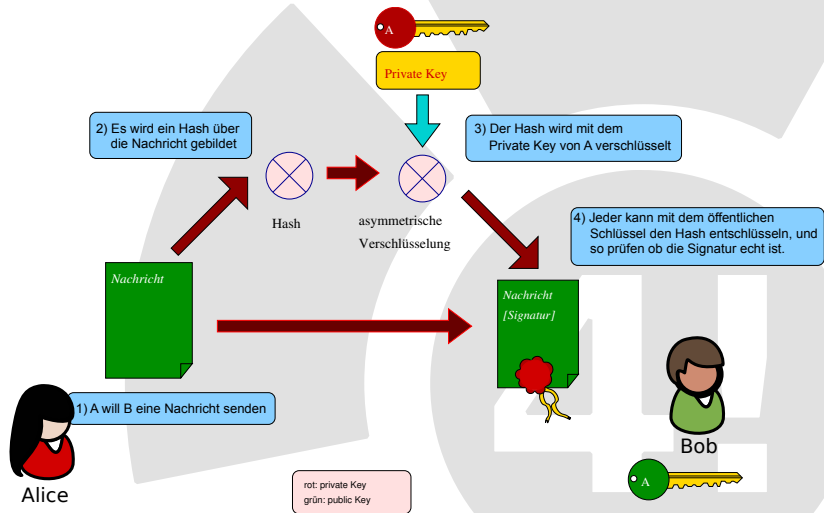 A
Private Key
2) Es wird ein Hash über
die Nachricht gebildet
3) Der Hash wird mit dem
Private Key von A verschlüselt
Hash
asymmetrische
Verschlüsselung
4) Jeder kann mit dem öffentlichen
Schlüssel den Hash entschlüseln, und
so prüfen ob die Signatur echt ist.
Nachricht
Nachricht
[Signatur]
1) A will B eine Nachricht senden
Alice
Bob
A
rot: private Key
grün: public Key